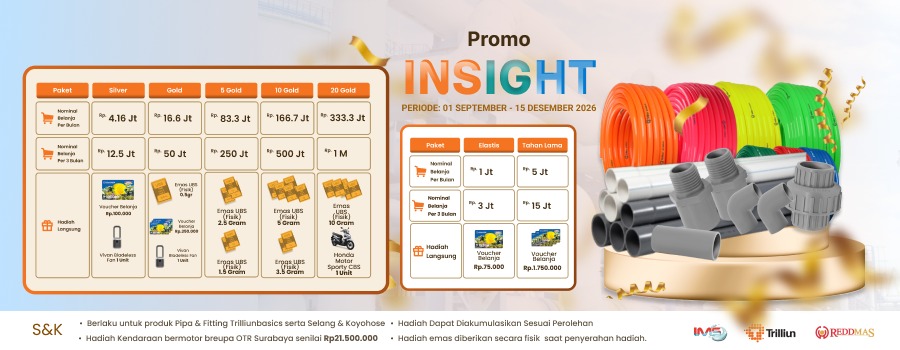 Promo
INSIGHT
PERIODE: 01 SEPTEMBER - 15 DESEMBER 2026
Paket Silver Gold 5 Gold 10 Gold 20 Gold
Nominal Belanja Per Bulan Rp. 4.16 Jt Rp. 16.6 Jt Rp. 83.3 Jt Rp. 166.7 Jt Rp. 333.3 Jt
Nominal Belanja Per 3 Bulan Rp. 12.5 Jt Rp. 50 Jt Rp. 250 Jt Rp. 500 Jt Rp. 1 M
Hadiah Langsung
Voucher Belanja
Rp.100.000
Vivan Bladeless
Fan 1 Unit
Emas UBS
(Fisik)
0.5gr
Voucher
Belanja
Vivan
Bladeless
Fan
1 Unit
Emas UBS
(Fisik)
2.5 Gram
Emas UBS
(Fisik)
1.5 Gram
Emas UBS
(Fisik)
5 Gram
Emas UBS
(Fisik)
3.5 Gram
Emas
UBS
(Fisik)
10 Gram
Honda
Motor
Sporty CBS
1 Unit
Paket Elastis Tahan Lama
Nominal Belanja Per Bulan Rp. 1 Jt Rp. 5 Jt
Nominal Belanja Per 3 Bulan Rp. 3 Jt Rp. 15 Jt
Hadiah
Langsung
Voucher
Belanja
Rp.75.000
Voucher
Belanja
Rp.1.750.000
S&K
• Berlaku untuk produk Pipa & Fitting Trilliunbasics serta Selang & Koyohose
• Hadiah Kendaraan bermotor breupa OTR Surabaya senilai Rp21.500.000
• Hadiah Dapat Diakumulasikan Sesuai Perolehan
• Hadiah emas diberikan secara fisik saat penyerahan hadiah.
IMS
Trilliun
REDDMAS